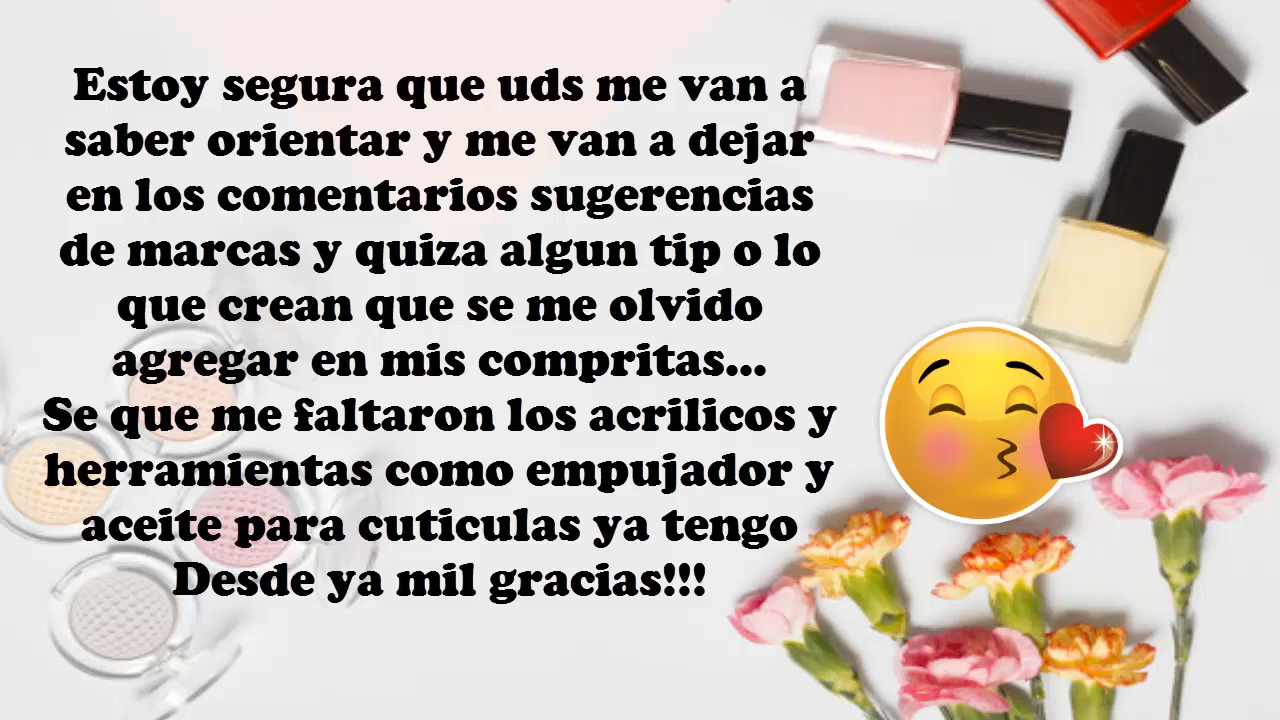 Estoy segura que uds me van a
saber orientar y me van a dejar
en los comentarios sugerencias
de marcas y quiza algun tip o lo
que crean que se me olvido
agregar en mis compritas...
Se que me faltaron los acrilicos y
herramientas como empujador y
aceite para cuticulas ya tengo
Desde ya mil gracias!!!